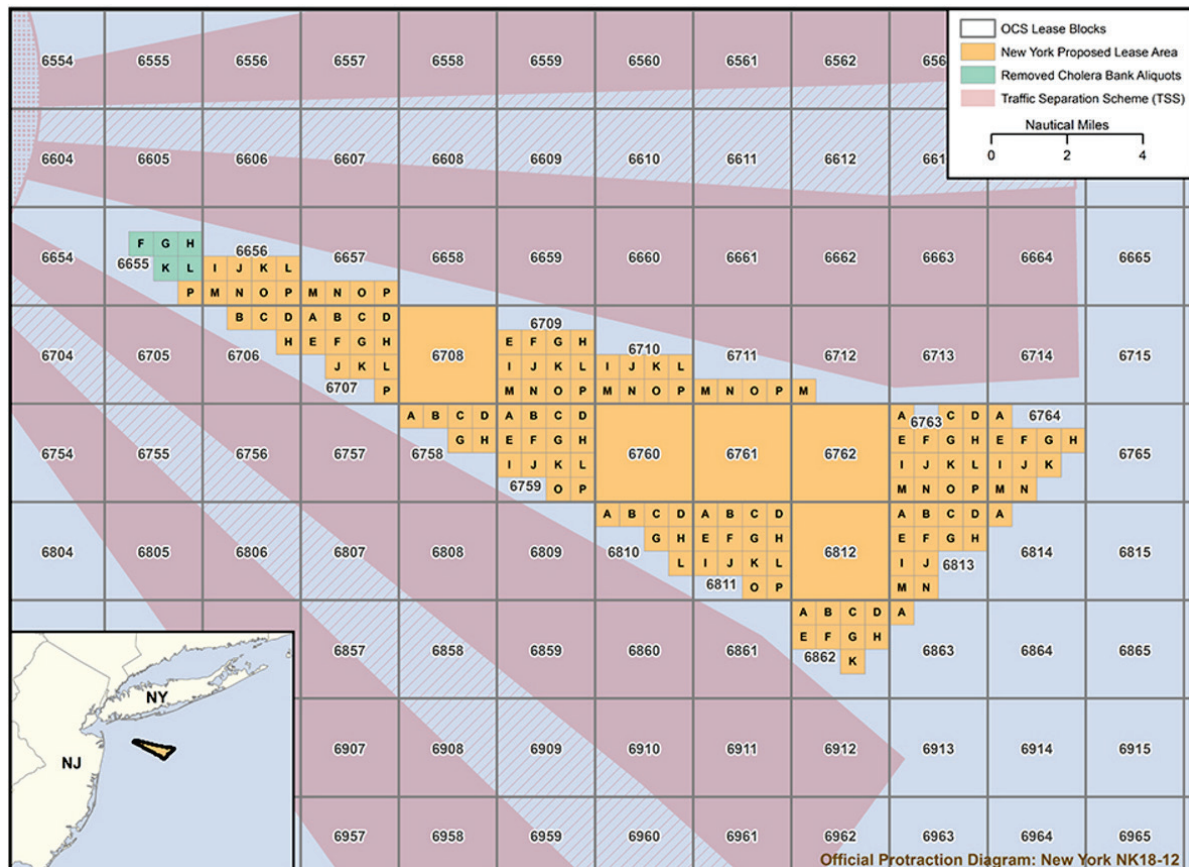 6554 6555 6556 6557 6558 6559 6560 6561 6562
OCS Lease Blocks
New York Proposed Lease Area
Removed Cholera Bank Aliquots
Traffic Separation Scheme (TSS)
Nautical Miles
0 2 4
6604 6605 6606 6607 6608 6609 6610 6611 6612
F G H
6654 6655 6656 6657 6658 6659 6660 6661 6662 6663 6664 6665
K L I J K L
P M N O P M N O P
B C D A B C D 6709
H E F G H E F G H
6704 6705 6706 6708 6710 6711 6712 6713 6714 6715
J K L I J K L I J K L
6707 P M N O P M N O P M N O P M
A B C D A B C D A 6763 C D A 6764
G H E F G H E F G H E F G H
6754 6755 6756 6757 6758 6760 6761 6762 6765
I J K L I J K L I J K
6759 O P M N O P M N
A B C D A B C D A B C D A
G H E F G H E F G H
6804 6805 6806 6807 6808 6809 6810 6812 6814 6815
L I J K L I J 6813
6811 O P M N
A B C D A
E F G H
6857 6858 6859 6860 6861 6862 6863 6864 6865
K
NY
NJ
6907 6908 6909 6910 6911 6912 6913 6914 6915
6957 6958 6959 6960 6961 6962 6963 6964 6965
Official Protraction Diagram: New York NK18-12